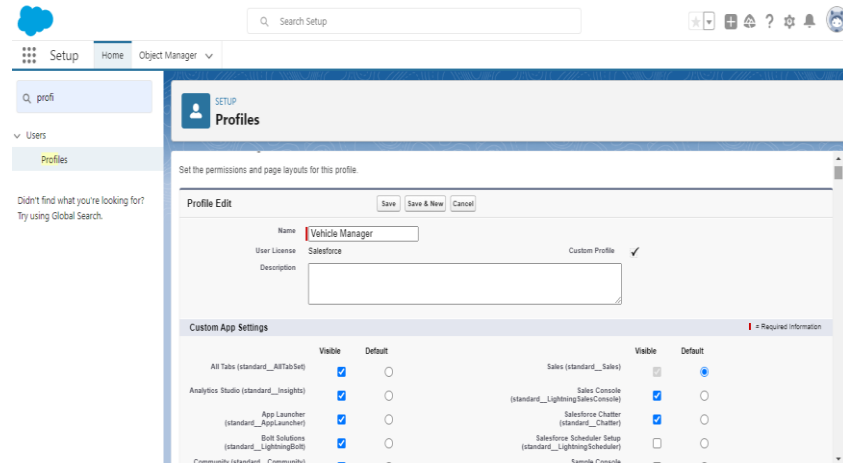 Search Setup
Setup
Home
Object Manager
profi
Users
Profiles
Didn't find what you're looking for?
Try using Global Search.
SETUP
Profiles
Set the permissions and page layouts for this profile.
Profile Edit
Save
Save & New
Cancel
Name
Vehicle Manager
User License
Salesforce
Custom Profile
Description
Custom App Settings
= Required Information
Visible
Default
Visible
Default
All Tabs (standard__AllTabSet)
Sales (standard__Sales)
Analytics Studio (standard__Insights)
Sales Console
(standard__LightningSalesConsole)
App Launcher
(standard__AppLauncher)
Salesforce Chatter
(standard__Chatter)
Bolt Solutions
(standard__LightningBolt)
Salesforce Scheduler Setup
(standard__LightningScheduler)
Community (standard__Community)
Sample Console